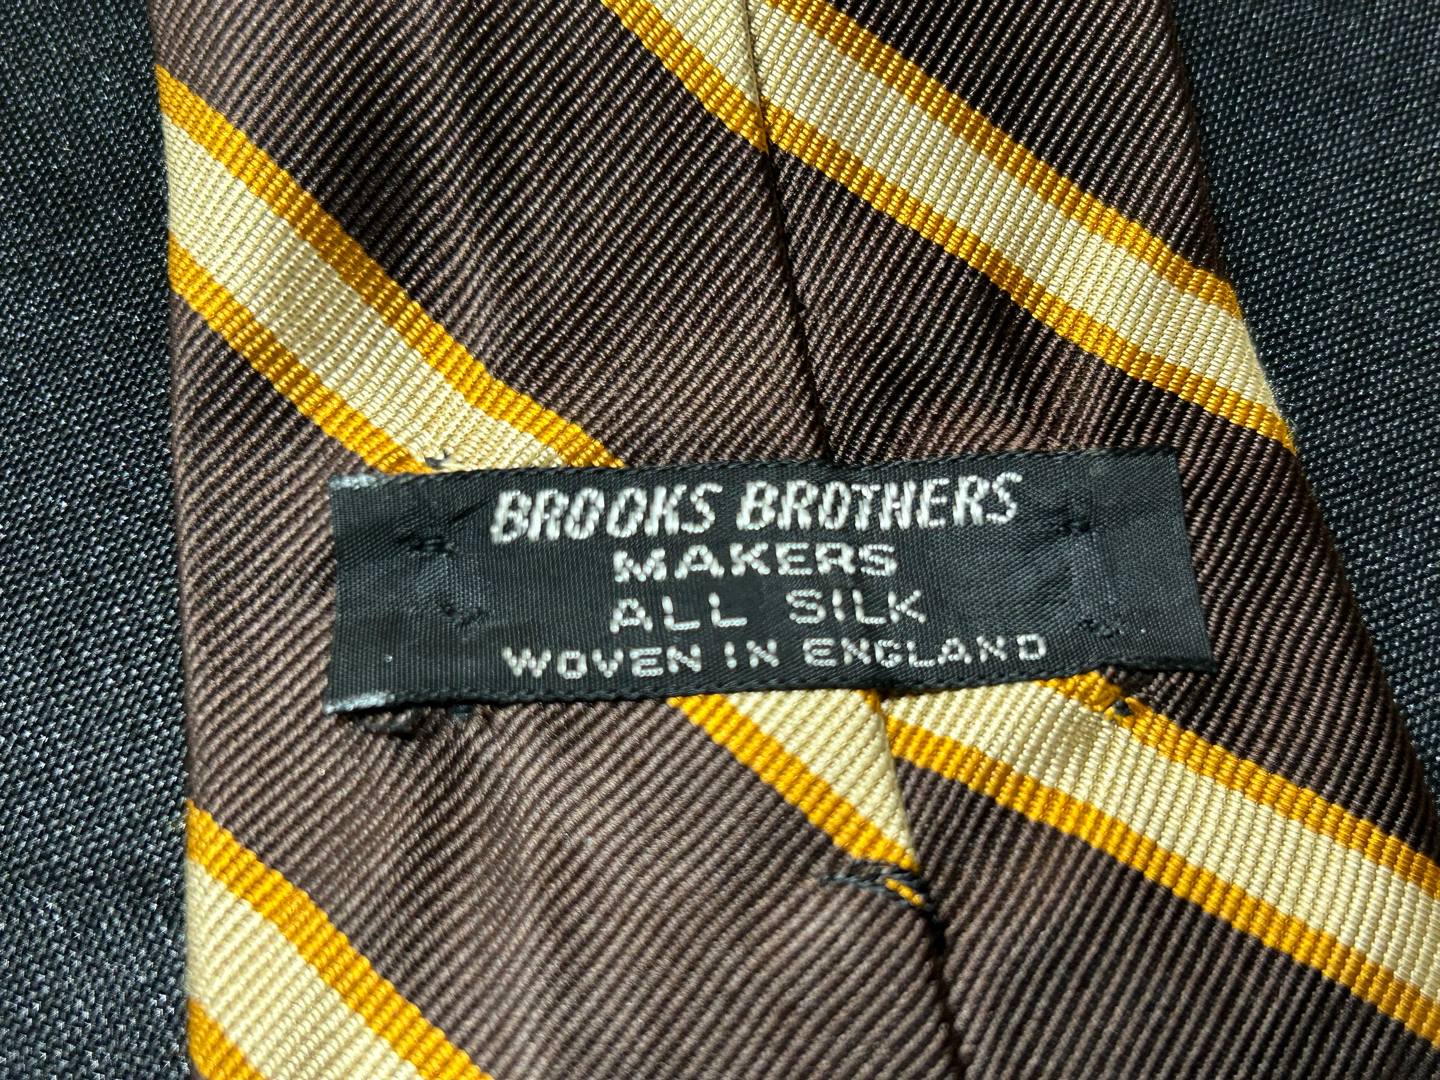 BROOKS BROTHERS
MAKERS
ALL SILK
WOVEN IN ENGLAND